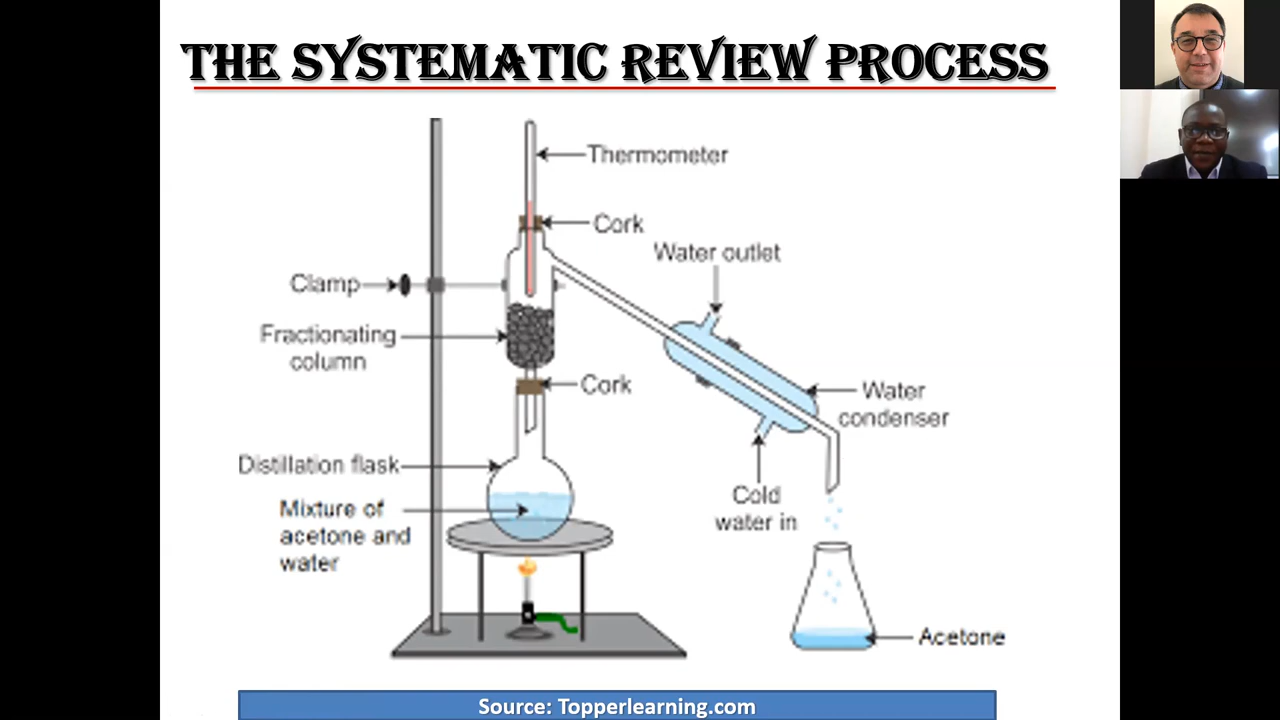 THE SYSTEMATIC REVIEW PROCESS
Thermometer
Cork
Water outlet
Clamp
Fractionating
column
Cork
Water
condenser
Distillation flask
Mixture of
acetone and
water
Cold
water in
Acetone
Source: Topperlearning.com